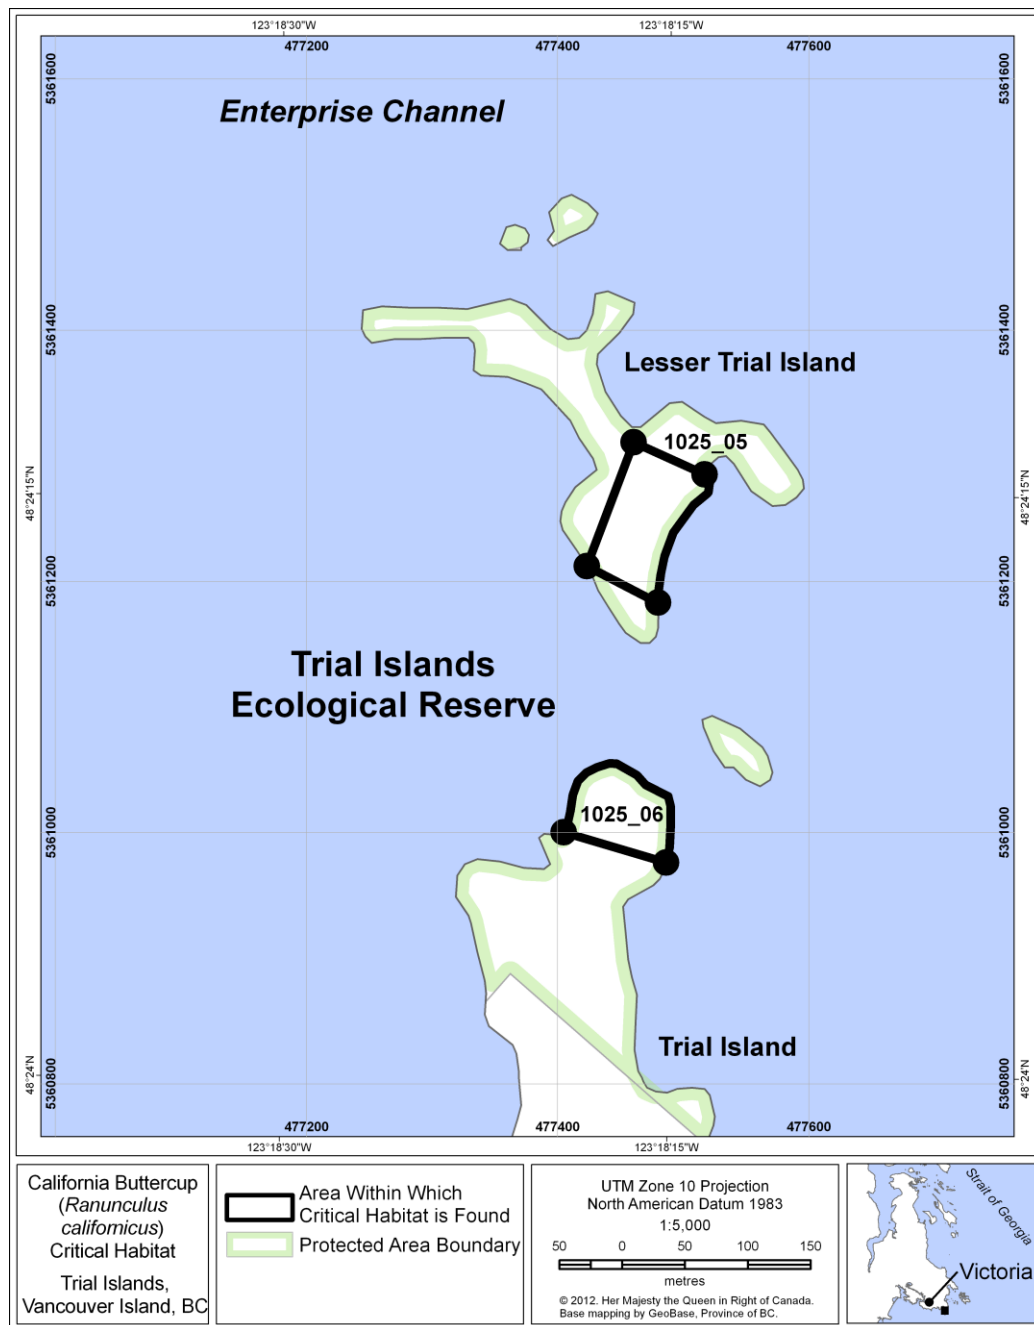 123°18'30"W
123°18'15"W
477200
477400
477600
5361600
5361600
Enterprise Channel
5361400
5361400
Lesser Trial Island
1025_05
48°24'15"N
48°24'15"N
5361200
5361200
Trial Islands
Ecological Reserve
1025_06
5361000
5361000
Trial Island
48°24'N
48°24'N
5360800
5360800
477200
477400
477600
123°18'30"W
123°18'15"W
California Buttercup
(Ranunculus
californicus)
Critical Habitat
Trial Islands,
Vancouver Island, BC
Area Within Which
Critical Habitat is Found
Protected Area Boundary
UTM Zone 10 Projection
North American Datum 1983
1:5,000
50 0 50 100 150
metres
© 2012. Her Majesty the Queen in Right of Canada.
Base mapping by GeoBase, Province of BC.
Strait of Georgia
Victoria